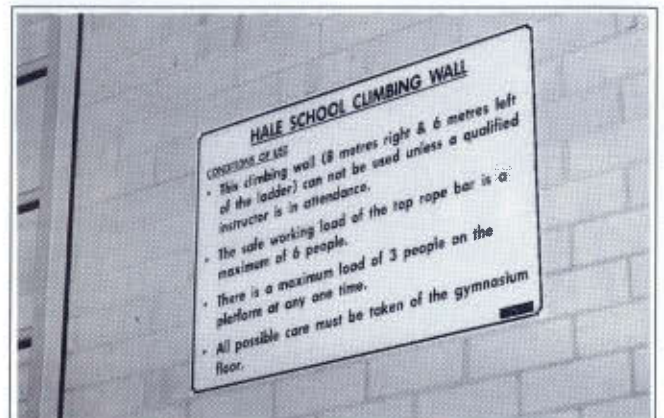 HALE SCHOOL CLIMBING WALL
CONDITIONS OF USE
• This climbing wall (8 metres right & 6 metres left
of the ladder) can not be used unless a qualified
instructor is in attendance.
• The safe working load of the top rope bar is a
maximum of 6 people.
• There is a maximum load of 3 people on the
platform at any one time.
• All possible care must be taken of the gymnasium
floor.